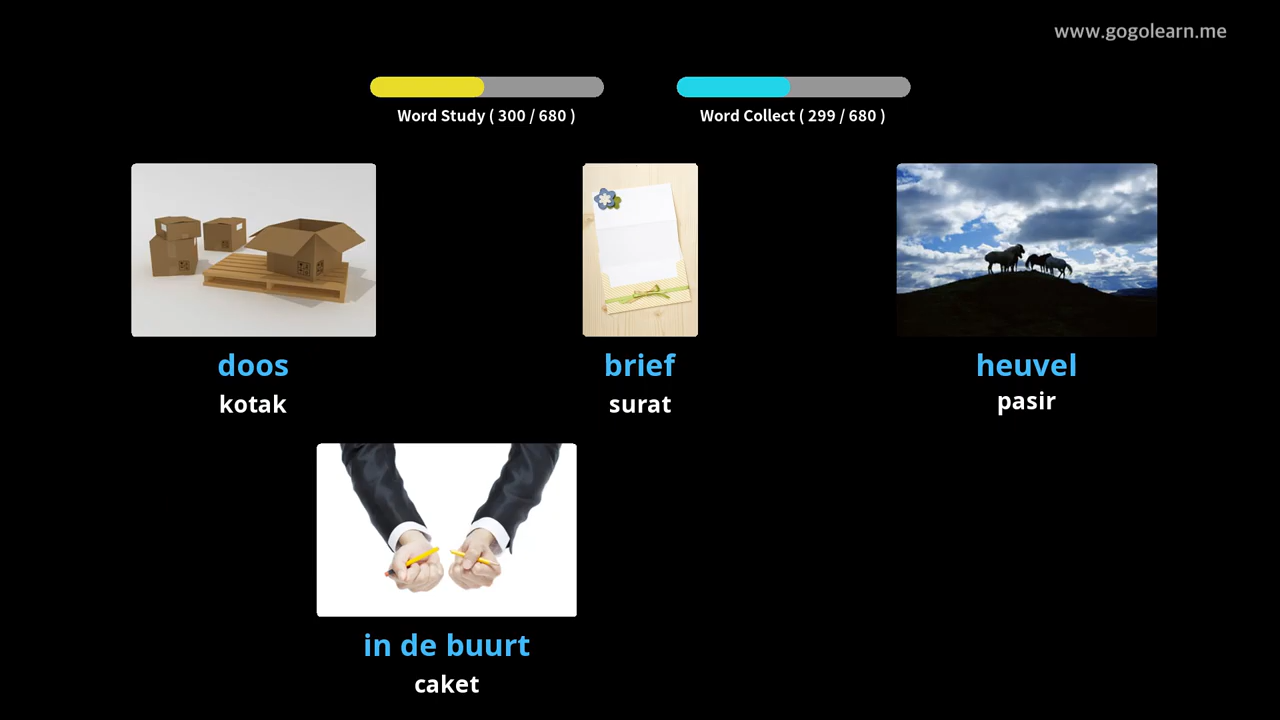 www.gogolearn.me
Word Study ( 300 / 680 )
Word Collect ( 299 / 680 )
doos
kotak
brief
surat
heuvel
pasir
in de buurt
caket